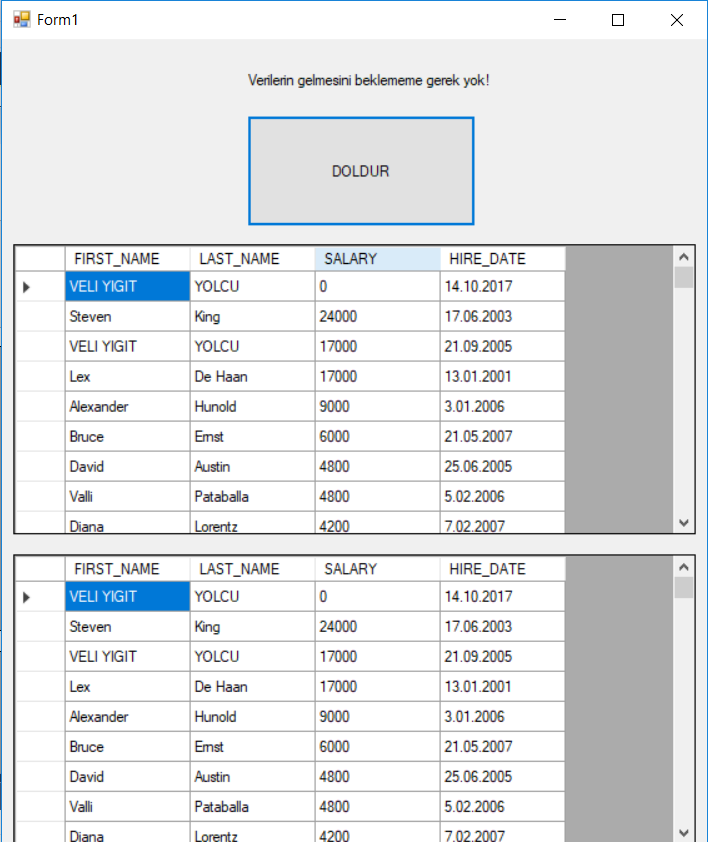 Form1
Verilerin gelmesini beklememe gerek yok!
DOLDUR
FIRST_NAME LAST_NAME SALARY HIRE_DATE
VELI YIGIT YOLCU 0 14.10.2017
Steven King 24000 17.06.2003
VELI YIGIT YOLCU 17000 21.09.2005
Lex De Haan 17000 13.01.2001
Alexander Hunold 9000 3.01.2006
Bruce Ernst 6000 21.05.2007
David Austin 4800 25.06.2005
Valli Pataballa 4800 5.02.2006
Diana Lorentz 4200 7.02.2007
FIRST_NAME LAST_NAME SALARY HIRE_DATE
VELI YIGIT YOLCU 0 14.10.2017
Steven King 24000 17.06.2003
VELI YIGIT YOLCU 17000 21.09.2005
Lex De Haan 17000 13.01.2001
Alexander Hunold 9000 3.01.2006
Bruce Ernst 6000 21.05.2007
David Austin 4800 25.06.2005
Valli Pataballa 4800 5.02.2006
Diana Lorentz 4200 7.02.2007